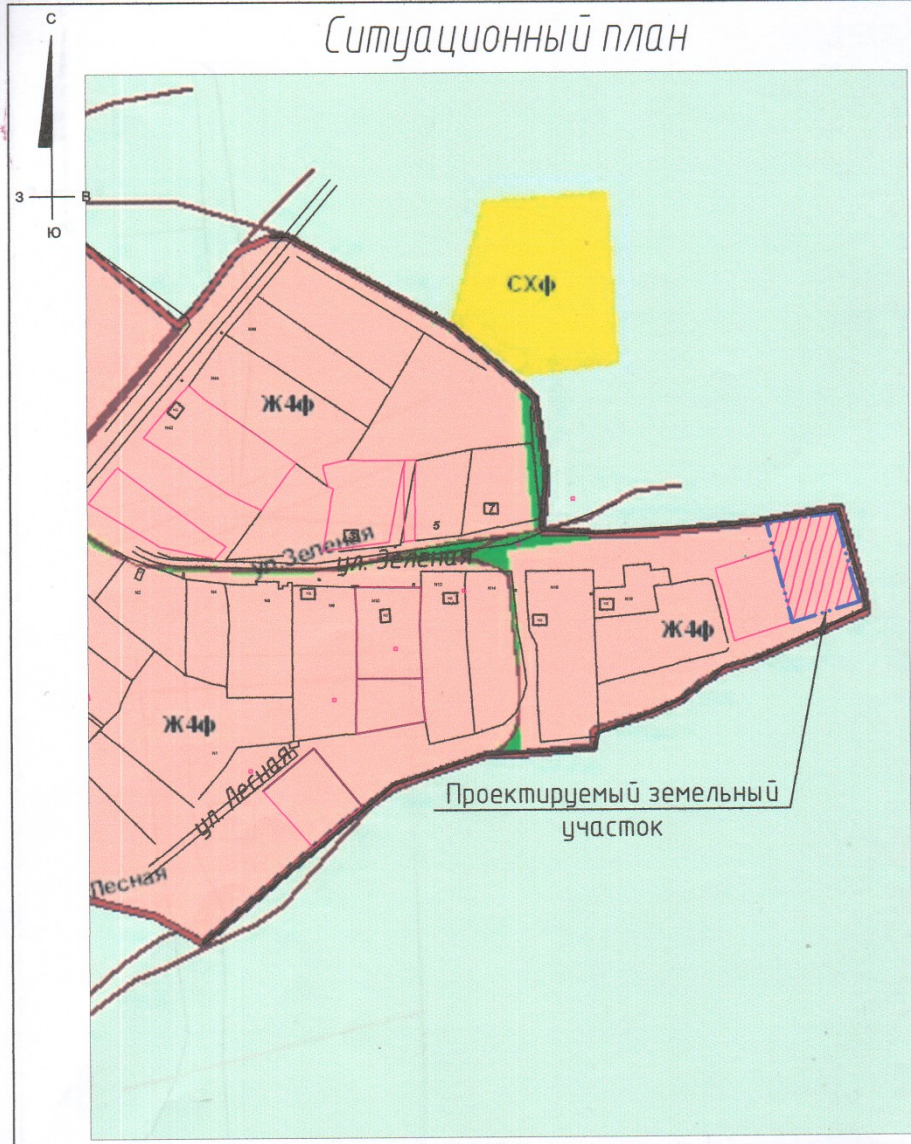 С
Ситуационный план
З
В
Ю
СХф
Ж4ф
5
7
ул. Зеленая
ул. Зеленая
Ж4ф
Ж4ф
ул. Лесная
Проектируемый земельный
участок
Лесная